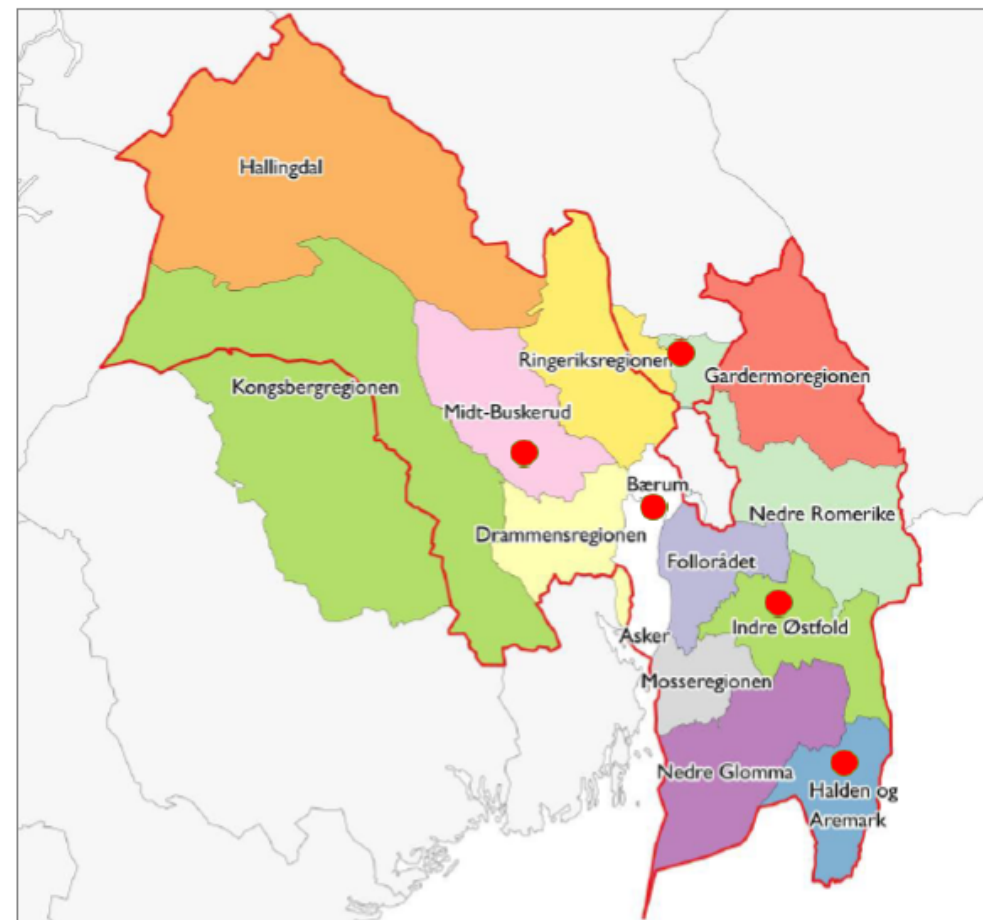 Hallingdal
Ringeriksregionen
Gardermoregionen
Kongsbergregionen
Midt-Buskerud
Bærum
Nedre Romerike
Drammensregionen
Follorådet
Indre Østfold
Asker
Mosseregionen
Nedre Glomma
Halden og
Aremark